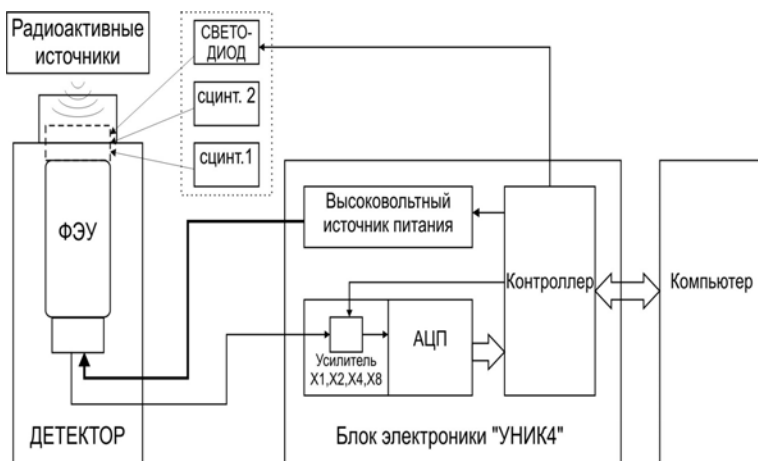 Радиоактивные
источники
СВЕТО-
ДИОД
сцинт. 2
сцинт.1
ФЭУ
ДЕТЕКТОР
Высоковольтный
источник питания
Контроллер
Компьютер
АЦП
Усилитель
X1,X2,X4,X8
Блок электроники "УНИК4"